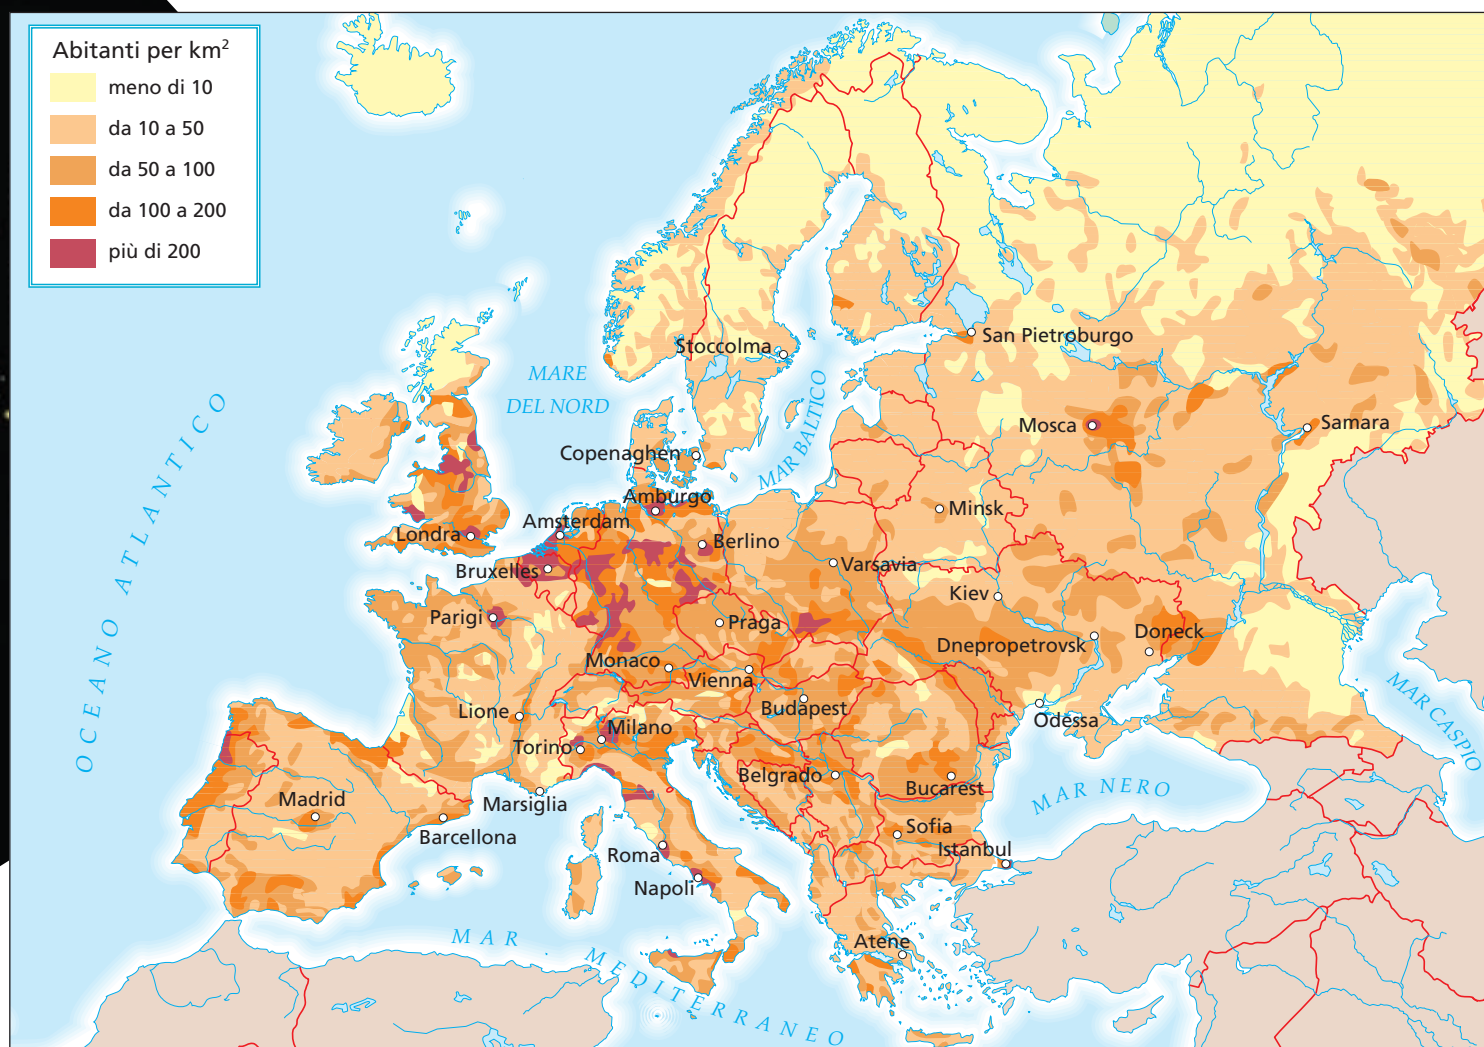 Abitanti per km²
meno di 10
da 10 a 50
da 50 a 100
da 100 a 200
più di 200
OCEANO ATLANTICO
MARE
DEL NORD
MAR BALTICO
Stoccolma
San Pietroburgo
Mosca
Samara
Copenaghen
Amburgo
Minsk
Amsterdam
Londra
Berlino
Bruxelles
Varsavia
Kiev
Parigi
Praga
Doneck
Dnepropetrovsk
Monaco
Vienna
Budapest
Lione
Odessa
Milano
Torino
MAR CASPIO
Belgrado
Bucarest
MAR NERO
Madrid
Marsiglia
Barcellona
Sofia
Istanbul
Roma
Napoli
Atene
MAR MEDITERRANEO